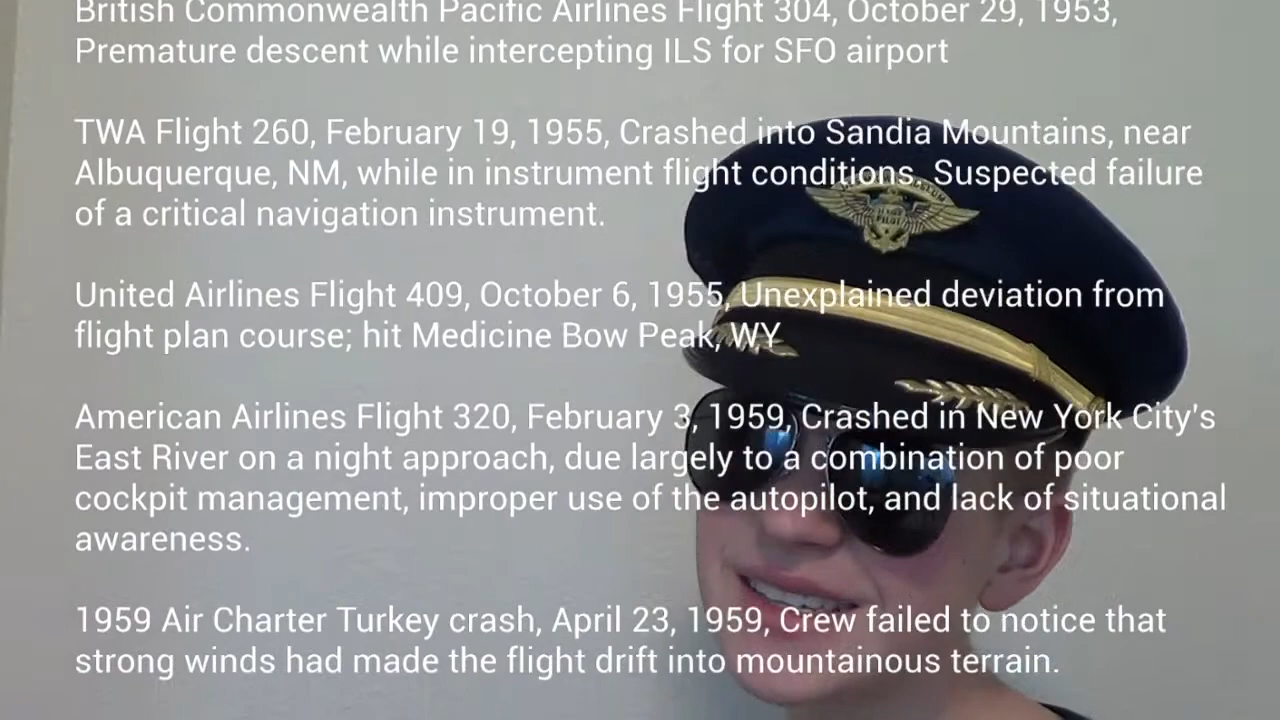 British Commonwealth Pacific Airlines Flight 304, October 29, 1953,
Premature descent while intercepting ILS for SFO airport
TWA Flight 260, February 19, 1955, Crashed into Sandia Mountains, near
Albuquerque, NM, while in instrument flight conditions. Suspected failure
of a critical navigation instrument.
United Airlines Flight 409, October 6, 1955, Unexplained deviation from
flight plan course; hit Medicine Bow Peak, WY
American Airlines Flight 320, February 3, 1959, Crashed in New York City's
East River on a night approach, due largely to a combination of poor
cockpit management, improper use of the autopilot, and lack of situational
awareness.
1959 Air Charter Turkey crash, April 23, 1959, Crew failed to notice that
strong winds had made the flight drift into mountainous terrain.